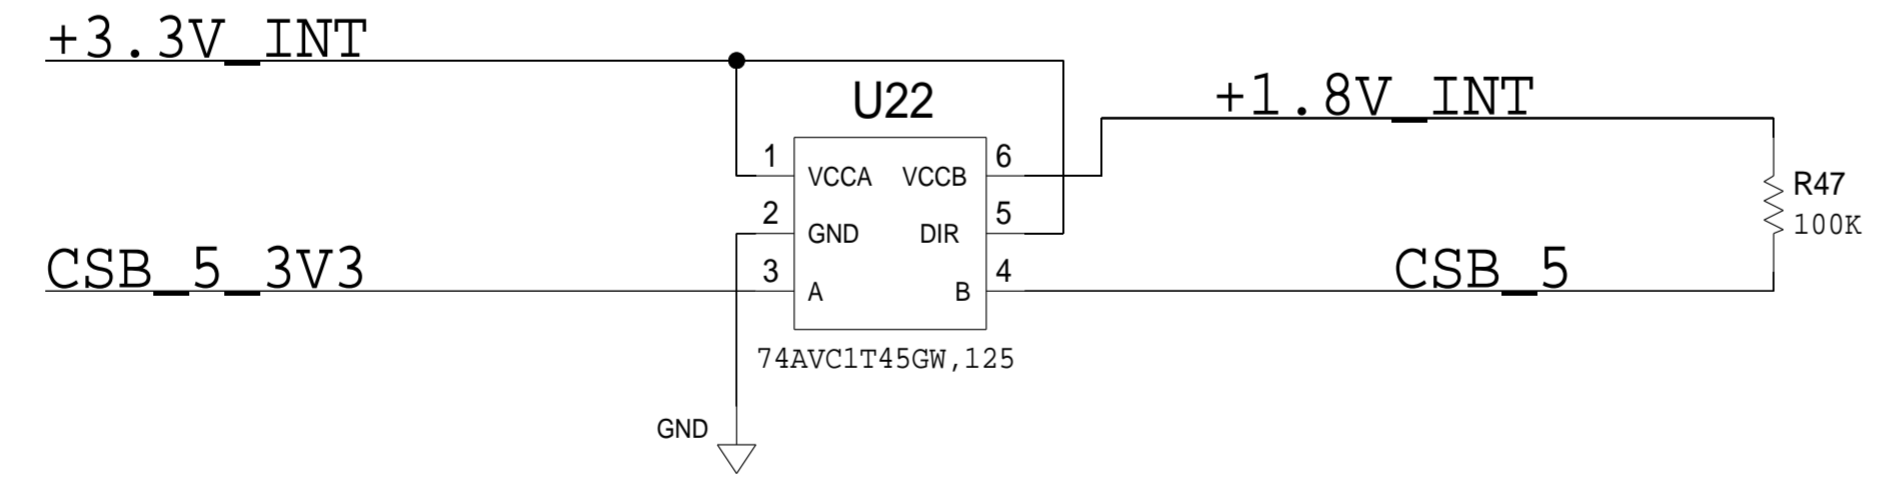 +3.3V_INT
U22
+1.8V_INT
1 VCCA VCCB 6
R47
2 GND DIR 5
100K
CSB_5_3V3
3 A B 4
CSB_5
74AVC1T45GW,125
GND